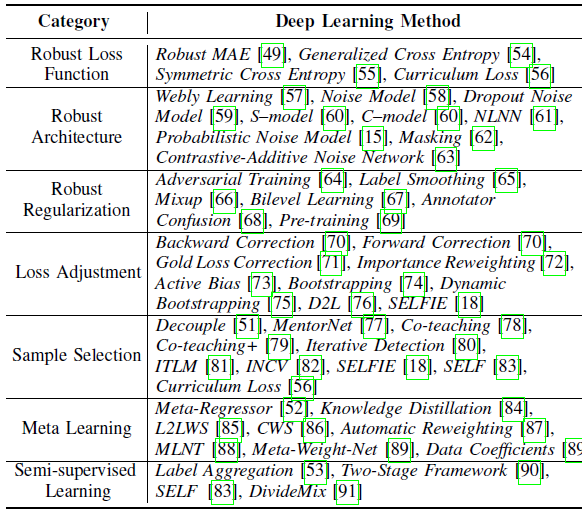 Category Deep Learning Method
Robust Loss Function Robust MAE [49], Generalized Cross Entropy [54],
Symmetric Cross Entropy [55], Curriculum Loss [56]
Robust Architecture Webly Learning [57], Noise Model [58], Dropout Noise
Model [59], S–model [60], C–model [60], NLNN [61],
Probabilistic Noise Model [15], Masking [62],
Contrastive-Additive Noise Network [63]
Robust Regularization Adversarial Training [64], Label Smoothing [65],
Mixup [66], Bilevel Learning [67], Annotator
Confusion [68], Pre-training [69]
Loss Adjustment Backward Correction [70], Forward Correction [70],
Gold Loss Correction [71], Importance Reweighting [72],
Active Bias [73], Bootstrapping [74], Dynamic
Bootstrapping [75], D2L [76], SELFIE [18]
Sample Selection Decouple [51], MentorNet [77], Co-teaching [78],
Co-teaching+ [79], Iterative Detection [80],
ITLM [81], INCV [82], SELFIE [18], SELF [83],
Curriculum Loss [56]
Meta Learning Meta-Regressor [52], Knowledge Distillation [84],
L2LWS [85], CWS [86], Automatic Reweighting [87],
MLNT [88], Meta-Weight-Net [89], Data Coefficients [89
Semi-supervised Learning Label Aggregation [53], Two-Stage Framework [90],
SELF [83], DivideMix [91]